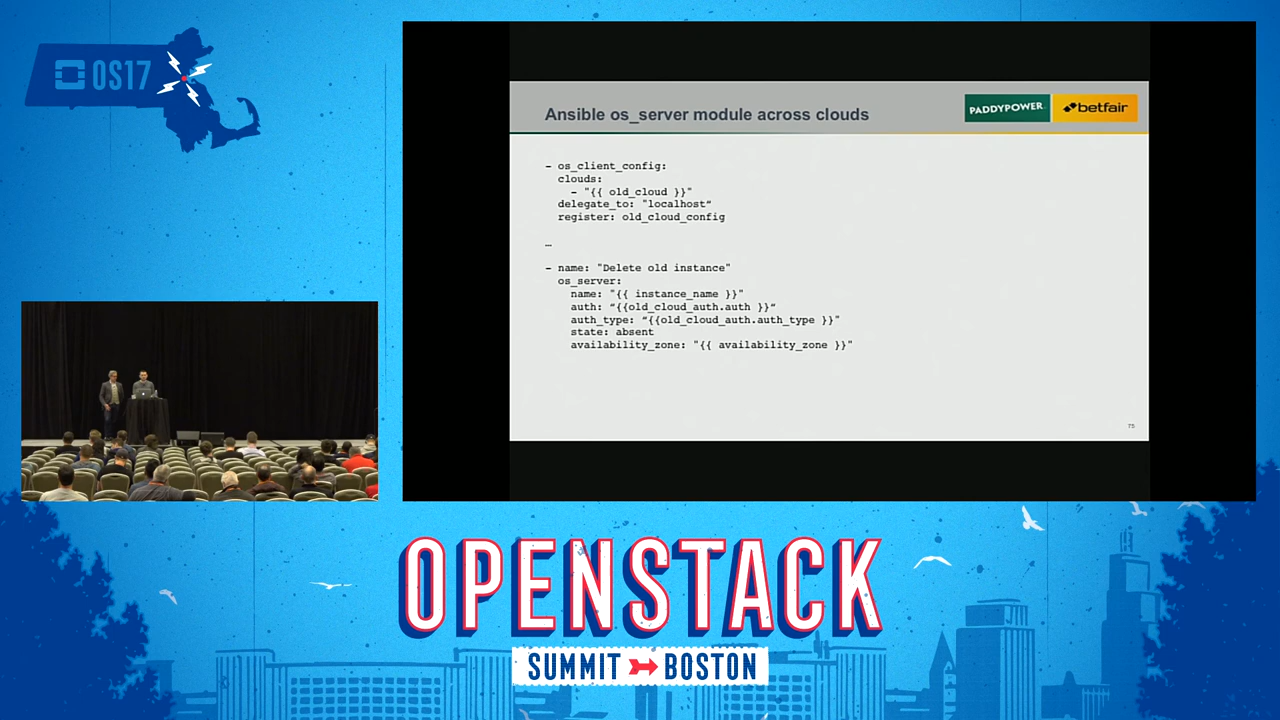 OS17
Ansible os_server module across clouds
PADDYPOWER.
betfair
- os_client_config:
clouds:
- "{{ old_cloud }}"
delegate_to: "localhost“
register: old_cloud_config
…
- name: "Delete old instance"
os_server:
name: "{{ instance_name }}"
auth: “{{old_cloud_auth.auth }}“
auth_type: “{{old_cloud_auth.auth_type }}"
state: absent
availability_zone: "{{ availability_zone }}"
75
OPENSTACK
SUMMIT BOSTON